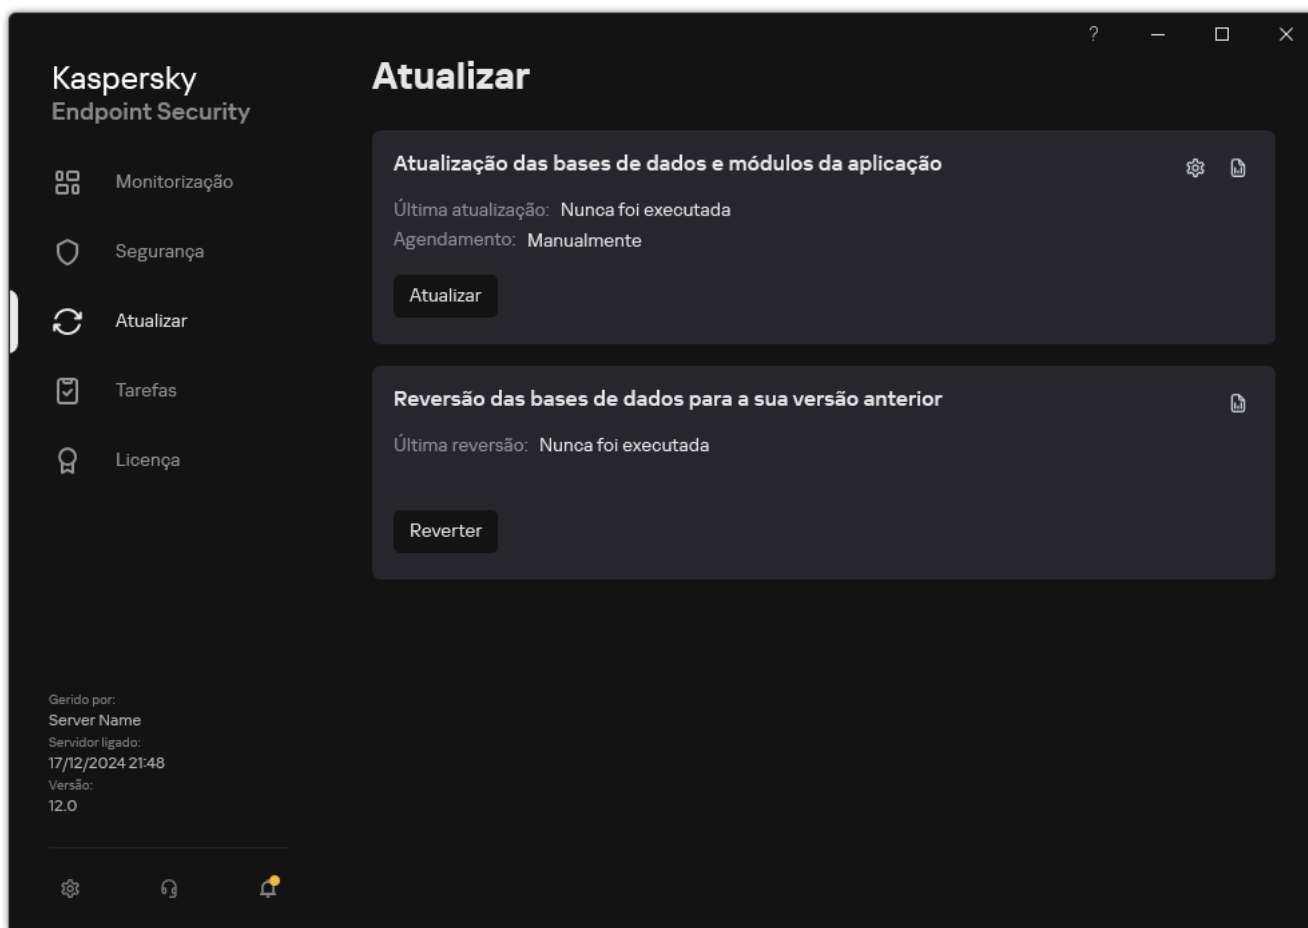 ?
Kaspersky
Endpoint Security
Monitorização
Segurança
Atualizar
Tarefas
Licença
Gerido por:
Server Name
Servidor ligado:
17/12/2024 21:48
Versão:
12.0
Atualizar
Atualização das bases de dados e módulos da aplicação
Última atualização: Nunca foi executada
Agendamento: Manualmente
Atualizar
Reversão das bases de dados para a sua versão anterior
Última reversão: Nunca foi executada
Reverter